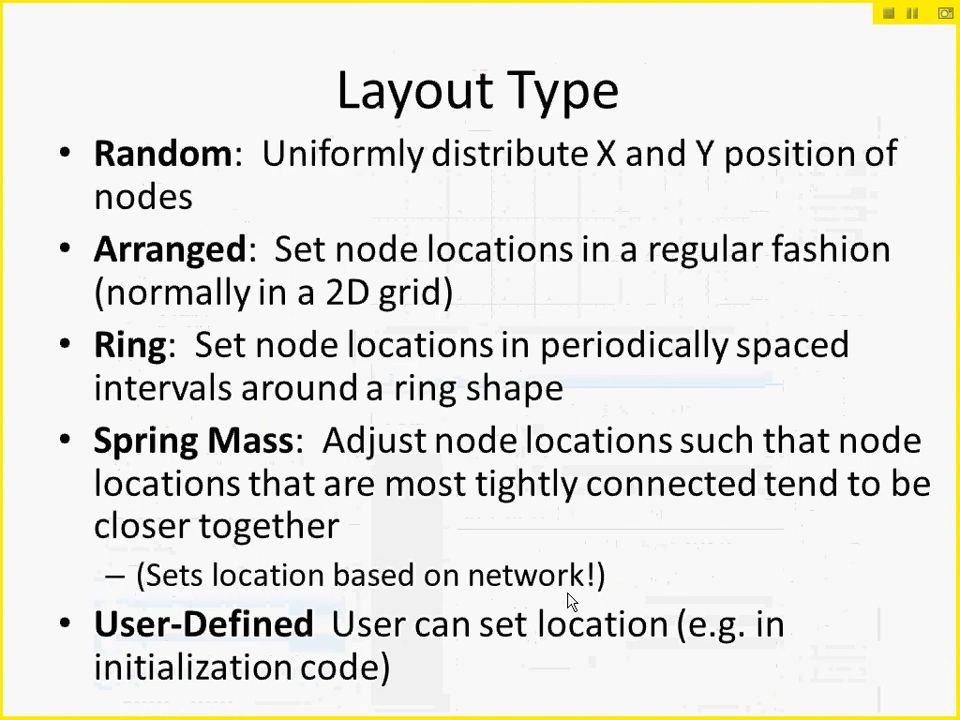 Layout Type
• Random: Uniformly distribute X and Y position of
nodes
• Arranged: Set node locations in a regular fashion
(normally in a 2D grid)
• Ring: Set node locations in periodically spaced
intervals around a ring shape
• Spring Mass: Adjust node locations such that node
locations that are most tightly connected tend to be
closer together
– (Sets location based on network!)
• User-Defined User can set location (e.g. in
initialization code)